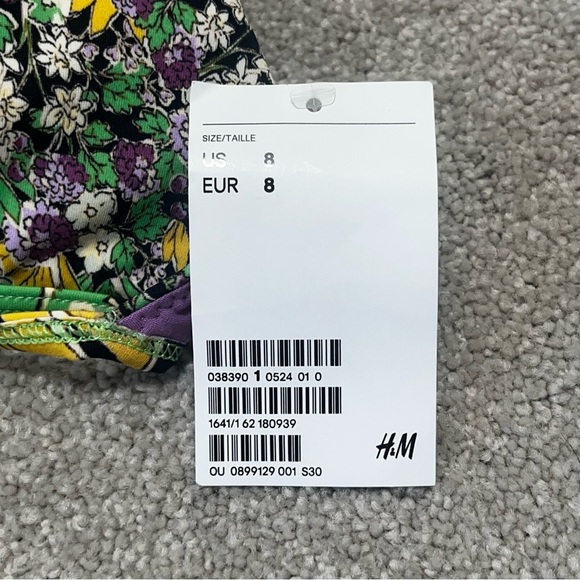 SIZE/TAILLE
US 8
EUR 8
038390 1 0524 01 0
1641/1 62 180939
OU 0899129 001 S30
H&M